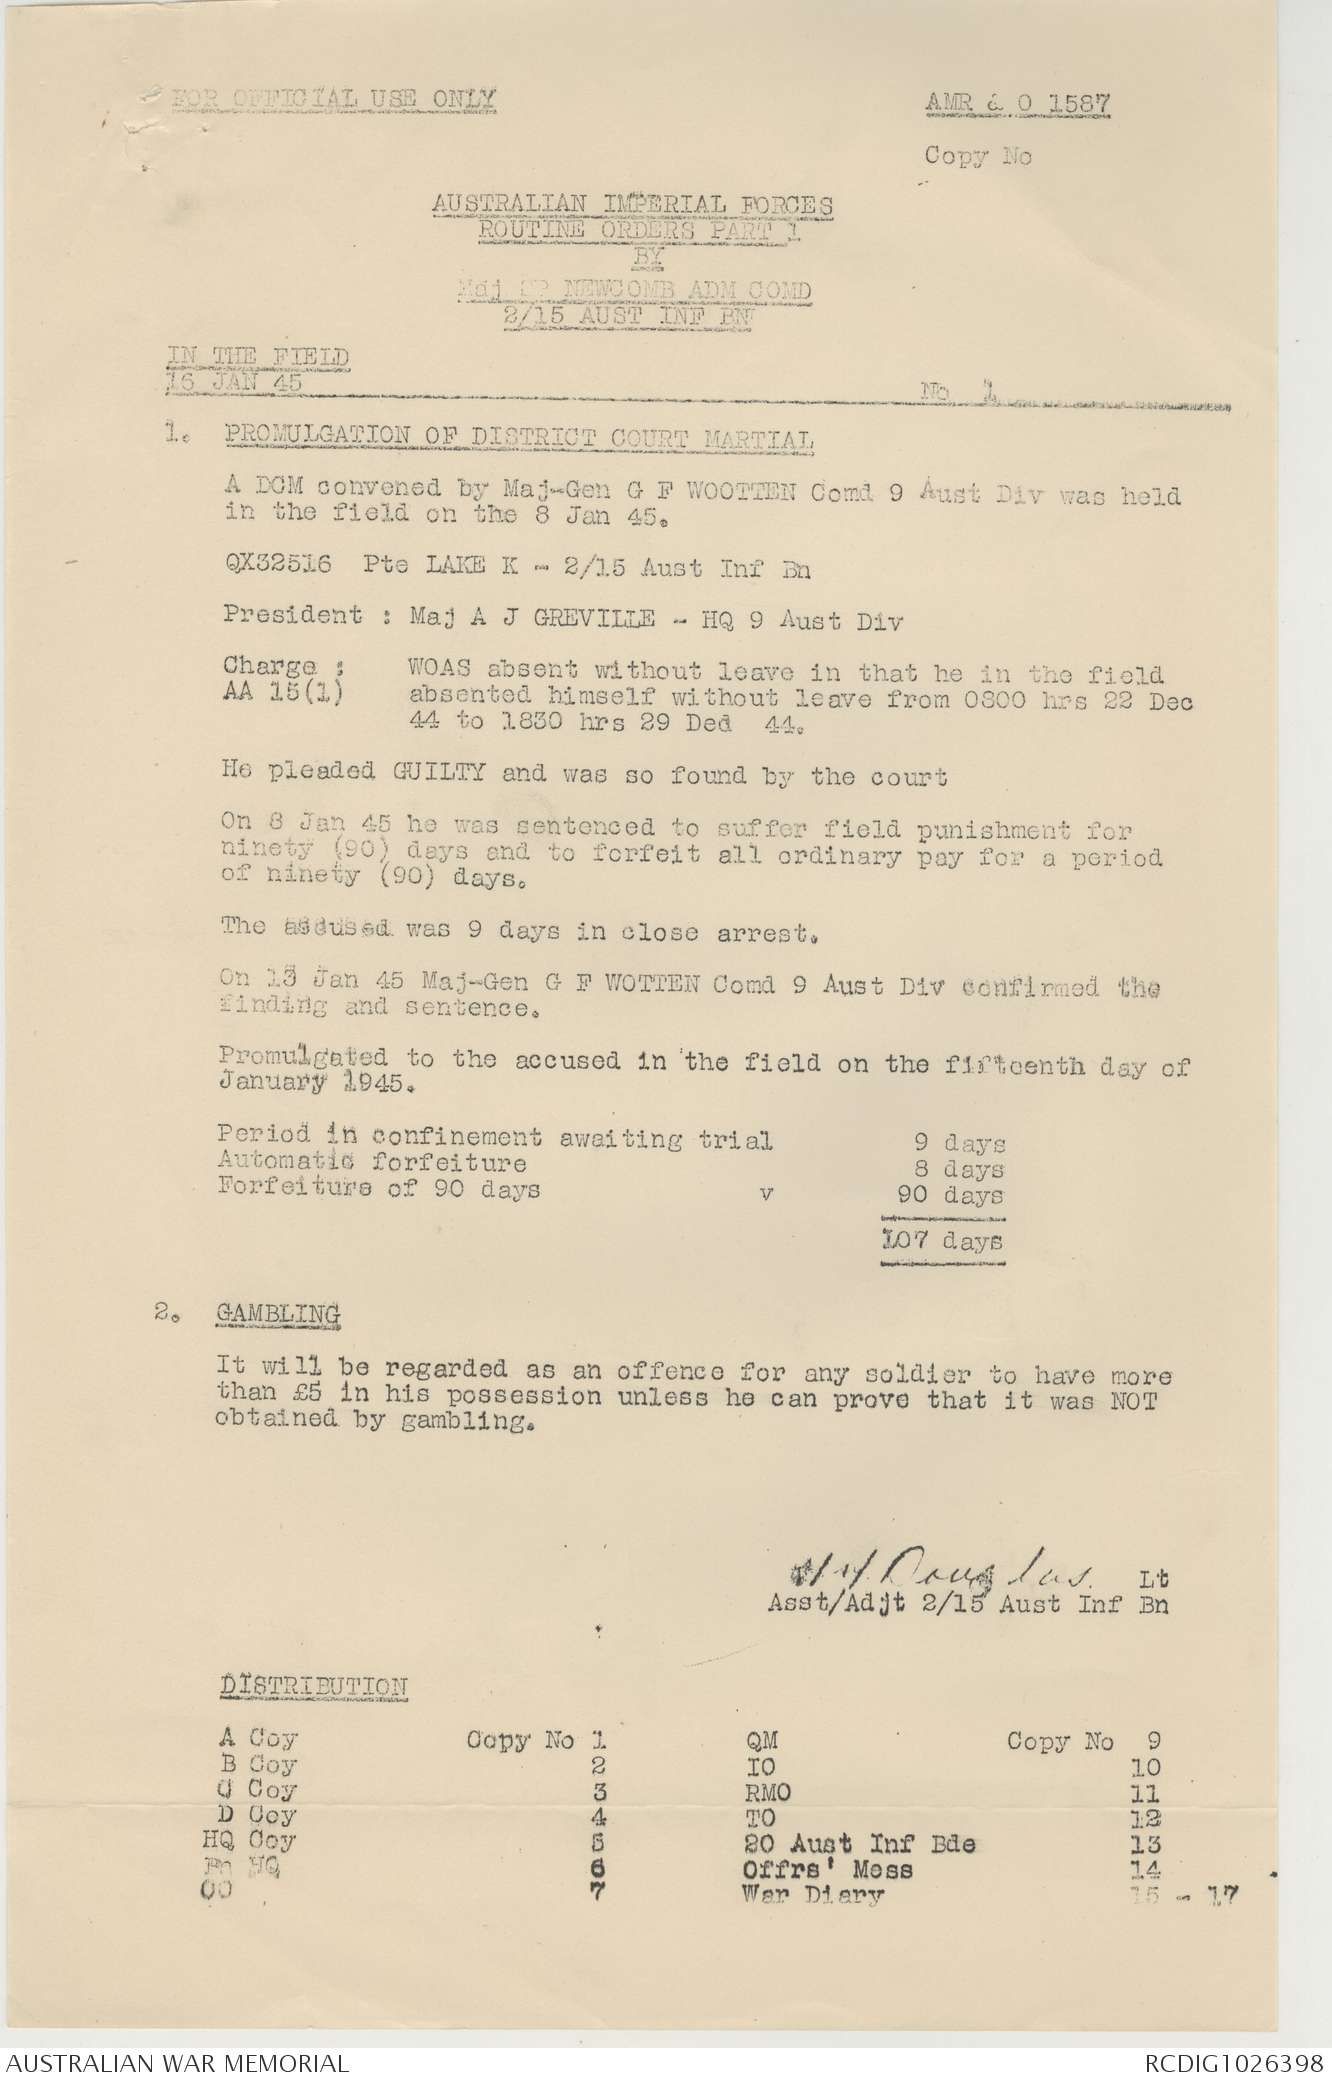 FOR OFFICIAL USE ONLY
AMR & O 1587
Copy No
AUSTRALIAN IMPERIAL FORCES
ROUTINE ORDERS PART 1
BY
Maj NEWCOMB ADM COMD
2/15 AUST INF BN
IN THE FIELD
16 JAN 45
No 1
1. PROMULGATION OF DISTRICT COURT MARTIAL
A DCM convened by Maj-Gen G F WOOTTEN Comd 9 Aust Div was held
in the field on the 8 Jan 45.
QX32516 Pte LAKE K - 2/15 Aust Inf Bn
President : Maj A J GREVILLE - HQ 9 Aust Div
Charge : WOAS absent without leave in that he in the field
AA 15(1) absented himself without leave from 0800 hrs 22 Dec
44 to 1830 hrs 29 Ded 44.
He pleaded GUILTY and was so found by the court
On 8 Jan 45 he was sentenced to suffer field punishment for
ninety (90) days and to forfeit all ordinary pay for a period
of ninety (90) days.
The accused was 9 days in close arrest.
On 13 Jan 45 Maj-Gen G F WOTTEN Comd 9 Aust Div confirmed the
finding and sentence.
Promulgated to the accused in the field on the fifteenth day of
January 1945.
Period in confinement awaiting trial 9 days
Automatic forfeiture 8 days
Forfeiture of 90 days v 90 days
107 days
2. GAMBLING
It will be regarded as an offence for any soldier to have more
than £5 in his possession unless he can prove that it was NOT
obtained by gambling.
Douglas. Lt
Asst/Adjt 2/15 Aust Inf Bn
DISTRIBUTION
A Coy Copy No 1 QM Copy No 9
B Coy 2 IO 10
C Coy 3 RMO 11
D Coy 4 TO 12
HQ Coy 5 20 Aust Inf Bde 13
Bn HQ 6 Offrs' Mess 14
CO 7 War Diary 15 - 17
AUSTRALIAN WAR MEMORIAL
RCDIG1026398